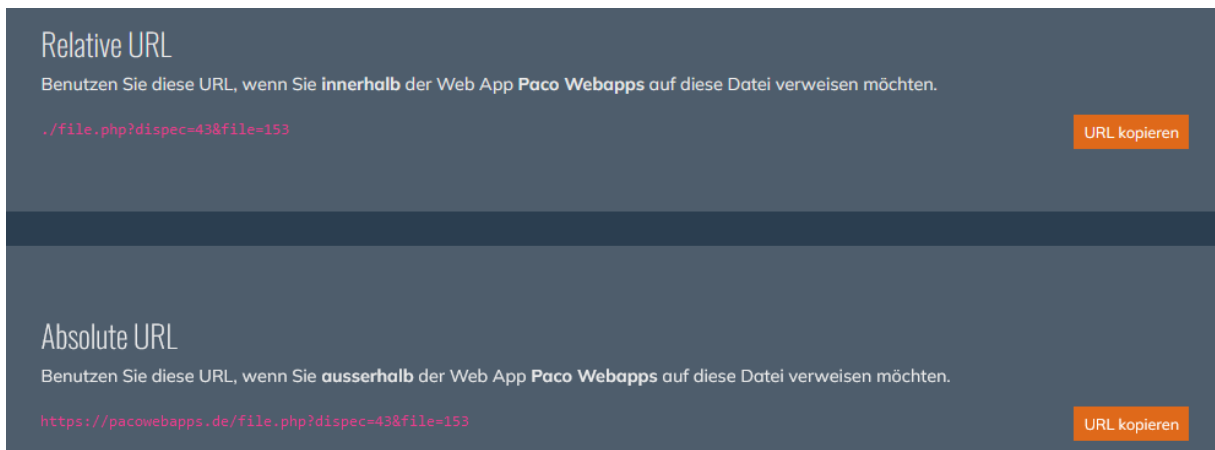 Relative URL
Benutzen Sie diese URL, wenn Sie innerhalb der Web App Paco Webapps auf diese Datei verweisen möchten.
./file.php?dispec=43&file=153
URL kopieren
Absolute URL
Benutzen Sie diese URL, wenn Sie ausserhalb der Web App Paco Webapps auf diese Datei verweisen möchten.
https://pacowebapps.de/file.php?dispec=43&file=153
URL kopieren